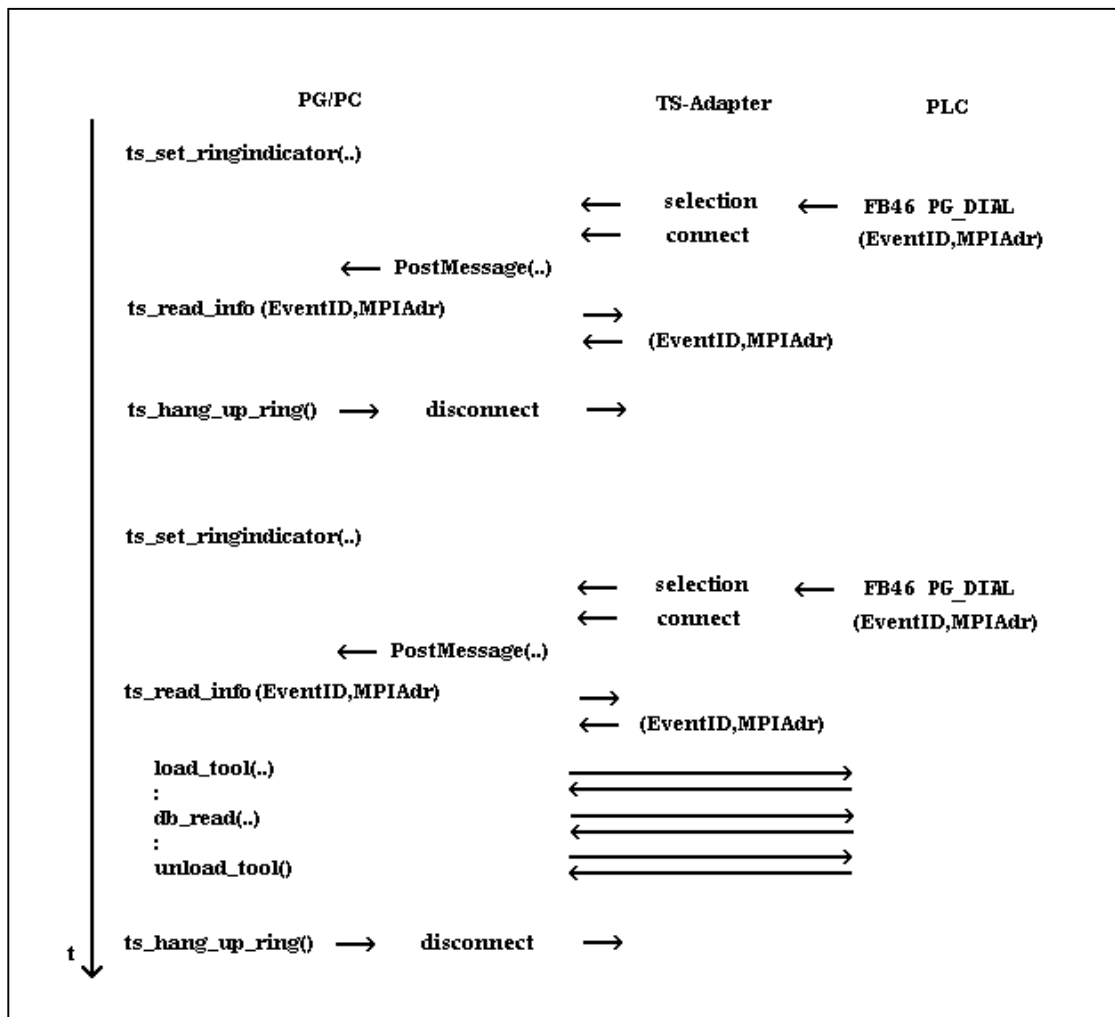 PG/PC TS-Adapter PLC
ts_set_ringindicator(..)
selection FB46 PG_DIAL
connect (EventID,MPIAdr)
PostMessage(..)
ts_read_info (EventID,MPIAdr)
(EventID,MPIAdr)
ts_hang_up_ring() disconnect
ts_set_ringindicator(..)
selection FB46 PG_DIAL
connect (EventID,MPIAdr)
PostMessage(..)
ts_read_info (EventID,MPIAdr)
(EventID,MPIAdr)
load_tool(..)
:
db_read(..)
:
unload_tool()
ts_hang_up_ring() disconnect
t